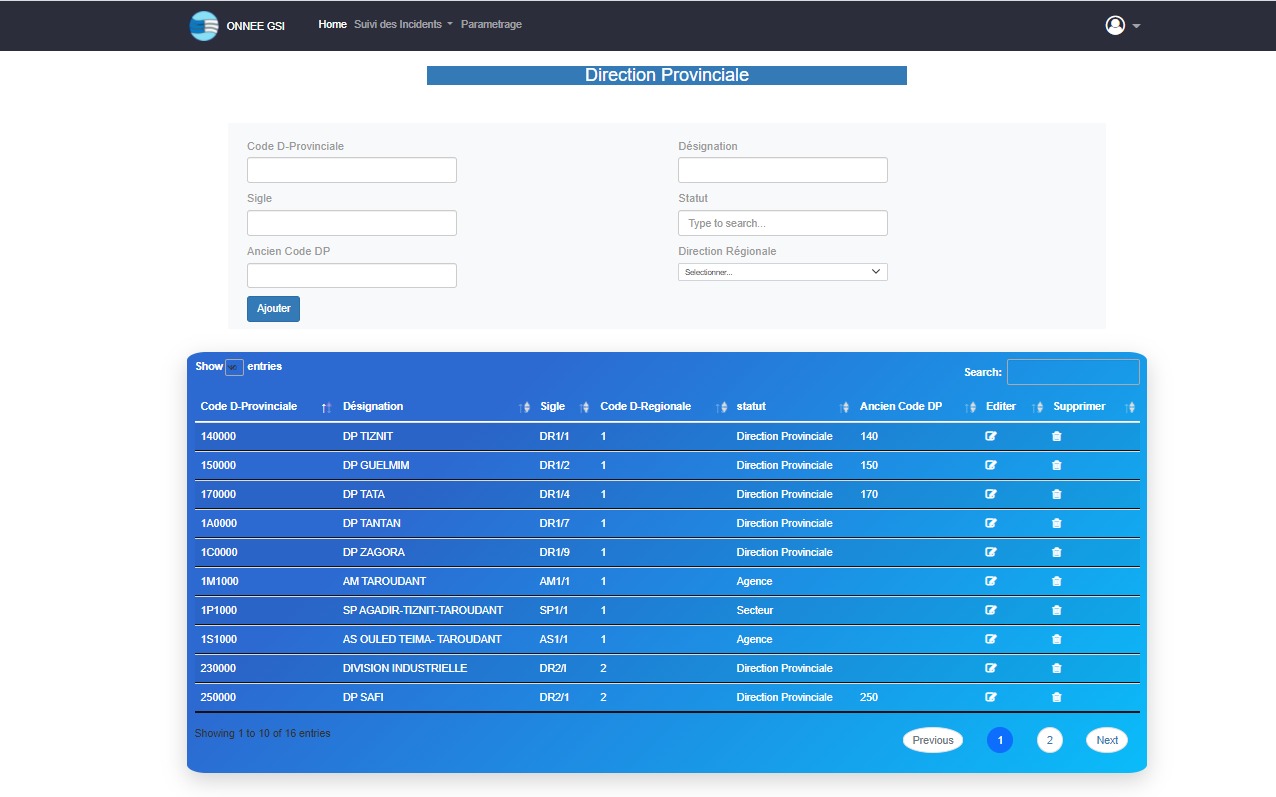 ONNEE GSI Home Suivi des Incidents Parametrage
Direction Provinciale
Code D-Provinciale Désignation
Sigle Statut
Type to search...
Ancien Code DP Direction Régionale
Selectionner...
Ajouter
Show entries Search:
Code D-Provinciale Désignation Sigle Code D-Regionale statut Ancien Code DP Editer Supprimer
140000 DP TIZNIT DR1/1 1 Direction Provinciale 140
150000 DP GUELMIM DR1/2 1 Direction Provinciale 150
170000 DP TATA DR1/4 1 Direction Provinciale 170
1A0000 DP TANTAN DR1/7 1 Direction Provinciale
1C0000 DP ZAGORA DR1/9 1 Direction Provinciale
1M1000 AM TAROUDANT AM1/1 1 Agence
1P1000 SP AGADIR-TIZNIT-TAROUDANT SP1/1 1 Secteur
1S1000 AS OULED TEIMA- TAROUDANT AS1/1 1 Agence
230000 DIVISION INDUSTRIELLE DR2/I 2 Direction Provinciale
250000 DP SAFI DR2/1 2 Direction Provinciale 250
Showing 1 to 10 of 16 entries Previous 1 2 Next